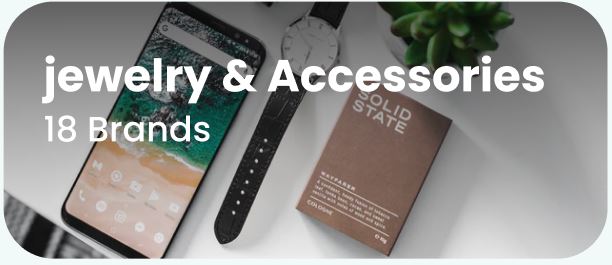 jewelry & Accessories
18 Brands
SOLID
STATE
WAYFARER
COLOGNE